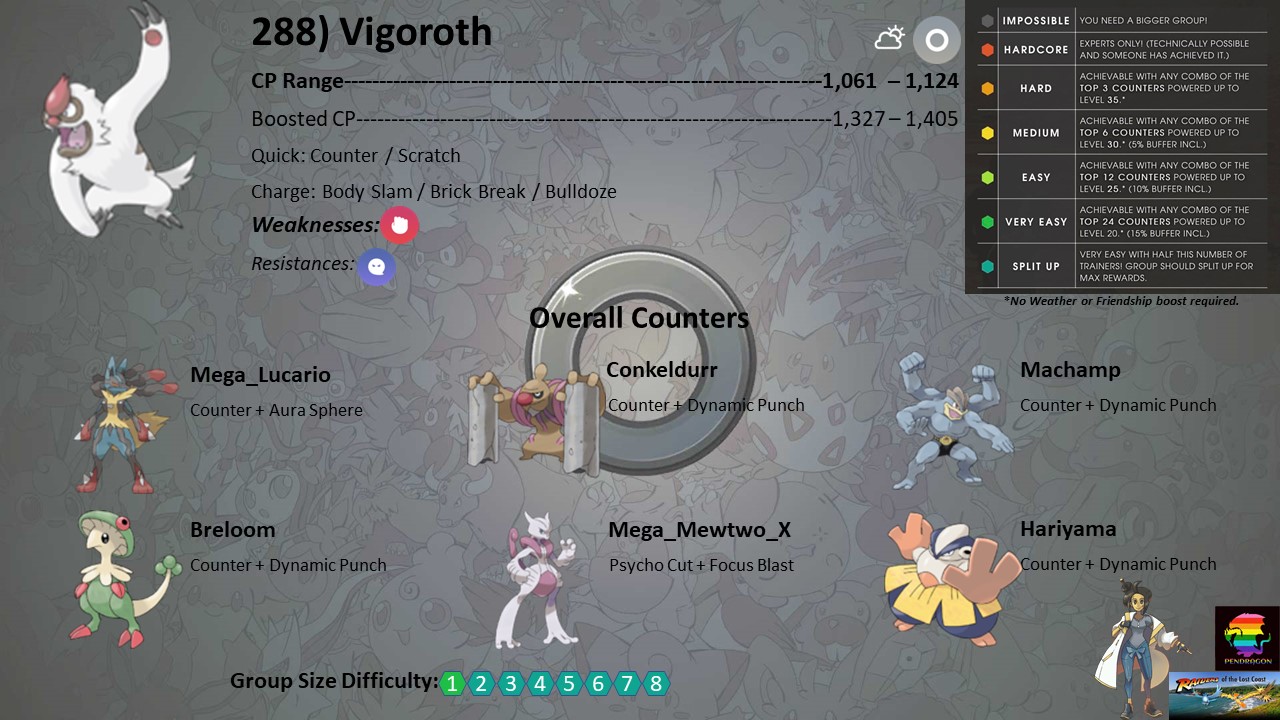 288) Vigoroth
CP Range--------------------------------------------------------------------1,061 – 1,124
Boosted CP--------------------------------------------------------------------1,327 – 1,405
Quick: Counter / Scratch
Charge: Body Slam / Brick Break / Bulldoze
Weaknesses:
Resistances:
IMPOSSIBLE
YOU NEED A BIGGER GROUP!
HARDCORE
EXPERTS ONLY! (TECHNICALLY POSSIBLE
AND SOMEONE HAS ACHIEVED IT.)
HARD
ACHIEVABLE WITH ANY COMBO OF THE
TOP 3 COUNTERS POWERED UP TO
LEVEL 35.*
MEDIUM
ACHIEVABLE WITH ANY COMBO OF THE
TOP 6 COUNTERS POWERED UP TO
LEVEL 30.* (5% BUFFER INCL.)
EASY
ACHIEVABLE WITH ANY COMBO OF THE
TOP 12 COUNTERS POWERED UP TO
LEVEL 25.* (10% BUFFER INCL.)
VERY EASY
ACHIEVABLE WITH ANY COMBO OF THE
TOP 24 COUNTERS POWERED UP TO
LEVEL 20.* (15% BUFFER INCL.)
SPLIT UP
VERY EASY WITH HALF THIS NUMBER OF
TRAINERS! GROUP SHOULD SPLIT UP FOR
MAX REWARDS.
*No Weather or Friendship boost required.
Overall Counters
Mega_Lucario
Counter + Aura Sphere
Conkeldurr
Counter + Dynamic Punch
Machamp
Counter + Dynamic Punch
Breloom
Counter + Dynamic Punch
Mega_Mewtwo_X
Psycho Cut + Focus Blast
Hariyama
Counter + Dynamic Punch
Group Size Difficulty: 1 2 3 4 5 6 7 8
PENDROGON
RAIDERS of the Lost Coast